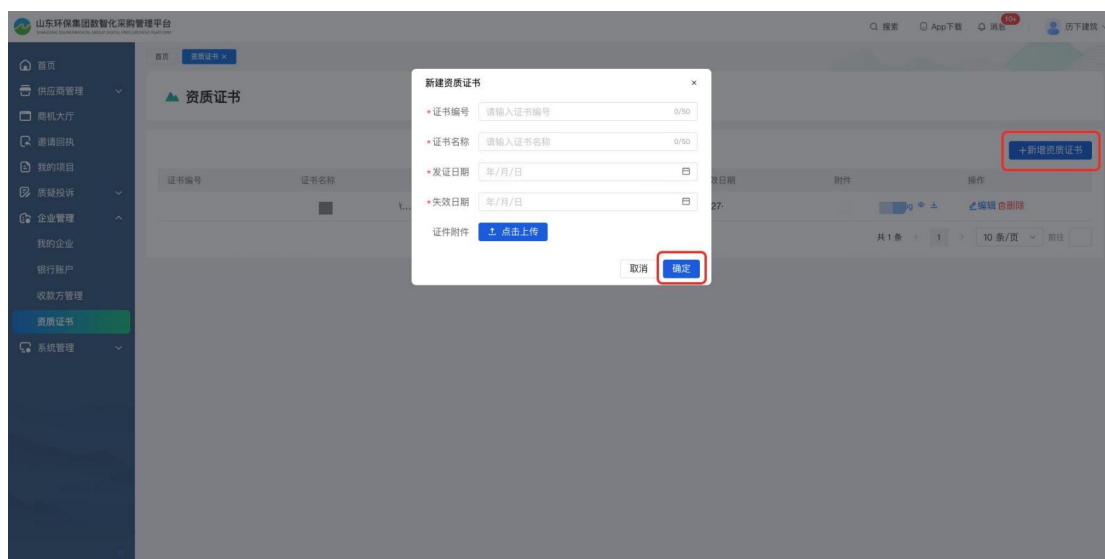 山东环保集团数智化采购管理平台
搜索 App下载 消息 10+ 历下建筑
首页
供应商管理
商机大厅
邀请回执
我的项目
质疑投诉
企业管理
我的企业
银行账户
收款方管理
资质证书
系统管理
首页 资质证书 ×
资质证书
+新增资质证书
证书编号 证书名称 效日期 附件 操作
27- 编辑 删除
共 1 条 1 10 条/页 前往
新建资质证书 ×
*证书编号 请输入证书编号 0/50
*证书名称 请输入证书名称 0/50
*发证日期 年/月/日
*失效日期 年/月/日
证件附件 点击上传
取消 确定